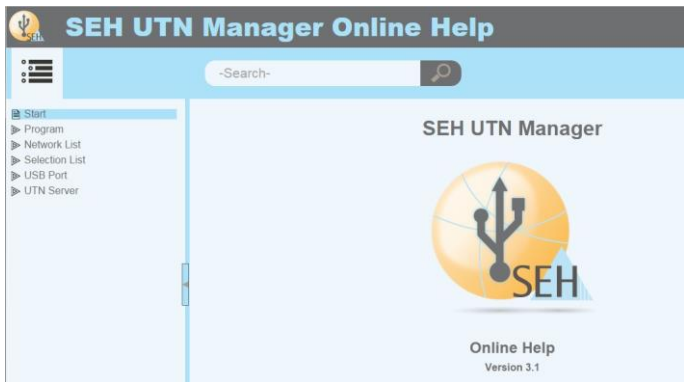 SEH UTN Manager Online Help
SEH
-Search-
Start
Program
Network List
Selection List
USB Port
UTN Server
SEH UTN Manager
SEH
Online Help
Version 3.1